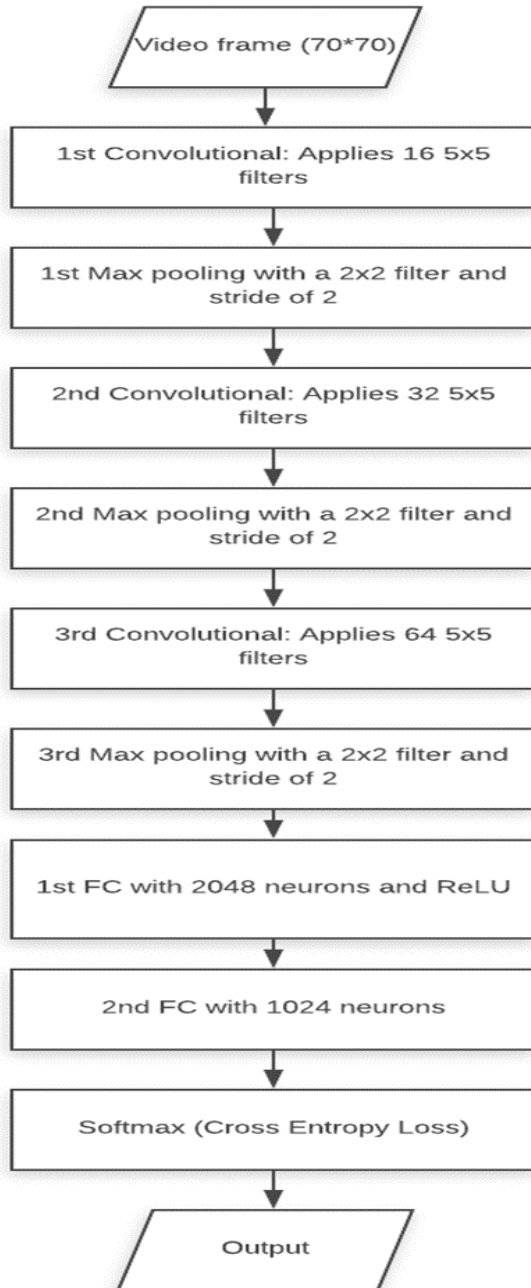 Video frame (70*70)
1st Convolutional: Applies 16 5x5
filters
1st Max pooling with a 2x2 filter and
stride of 2
2nd Convolutional: Applies 32 5x5
filters
2nd Max pooling with a 2x2 filter and
stride of 2
3rd Convolutional: Applies 64 5x5
filters
3rd Max pooling with a 2x2 filter and
stride of 2
1st FC with 2048 neurons and ReLU
2nd FC with 1024 neurons
Softmax (Cross Entropy Loss)
Output